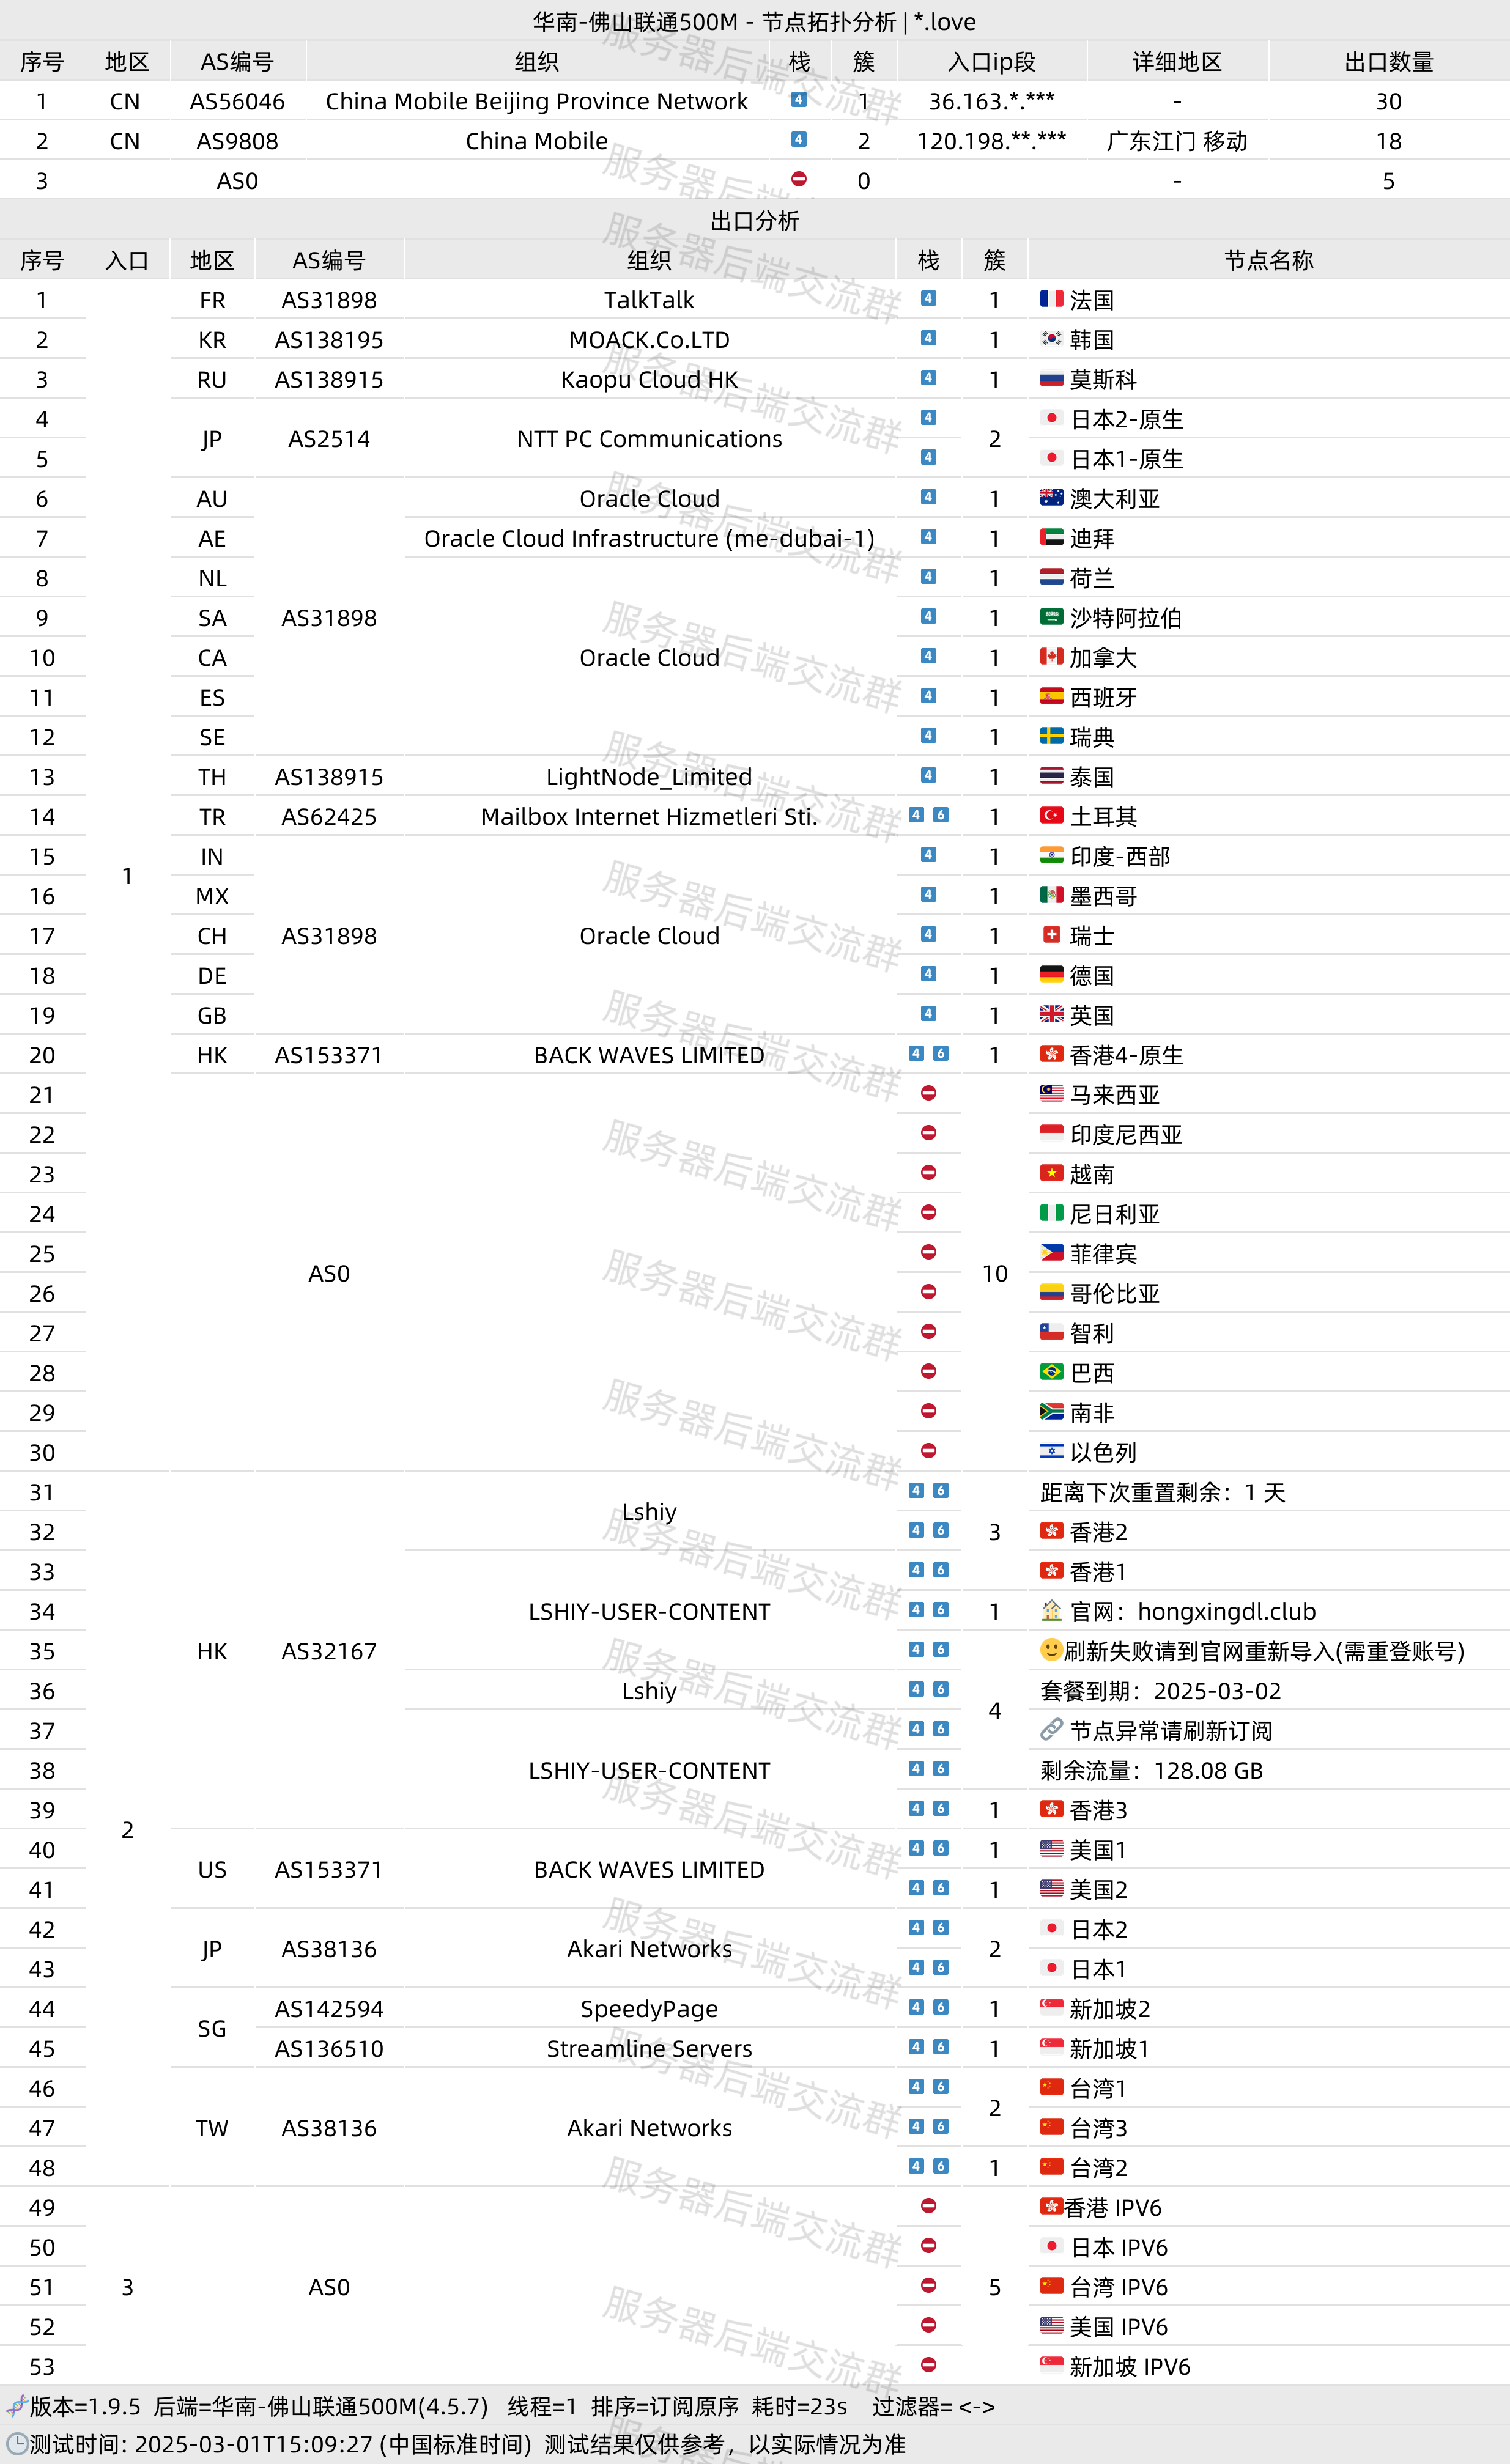 华南-佛山联通500M - 节点拓扑分析 | *.love
序号 地区 AS编号 组织 栈 簇 入口ip段 详细地区 出口数量
1 CN AS56046 China Mobile Beijing Province Network 4 1 36.163.*.*** - 30
2 CN AS9808 China Mobile 4 2 120.198.**.*** 广东江门 移动 18
3 AS0 0 - 5
出口分析
序号 入口 地区 AS编号 组织 栈 簇 节点名称
1 FR AS31898 TalkTalk 4 1 法国
2 KR AS138195 MOACK.Co.LTD 4 1 韩国
3 RU AS138915 Kaopu Cloud HK 4 1 莫斯科
4 4 日本2-原生
JP AS2514 NTT PC Communications 2
5 4 日本1-原生
6 AU Oracle Cloud 4 1 澳大利亚
7 AE Oracle Cloud Infrastructure (me-dubai-1) 4 1 迪拜
8 NL 4 1 荷兰
9 SA AS31898 4 1 沙特阿拉伯
10 CA Oracle Cloud 4 1 加拿大
11 ES 4 1 西班牙
12 SE 4 1 瑞典
13 TH AS138915 LightNode_Limited 4 1 泰国
14 TR AS62425 Mailbox Internet Hizmetleri Sti. 4 6 1 土耳其
15 IN 4 1 印度-西部
1
16 MX 4 1 墨西哥
17 CH AS31898 Oracle Cloud 4 1 瑞士
18 DE 4 1 德国
19 GB 4 1 英国
20 HK AS153371 BACK WAVES LIMITED 4 6 1 香港4-原生
21 马来西亚
22 印度尼西亚
23 越南
24 尼日利亚
25 菲律宾
AS0 10
26 哥伦比亚
27 智利
28 巴西
29 南非
30 以色列
31 4 6 距离下次重置剩余：1 天
Lshiy
32 4 6 3 香港2
33 4 6 香港1
34 LSHIY-USER-CONTENT 4 6 1 官网：hongxingdl.club
35 HK AS32167 4 6 刷新失败请到官网重新导入(需重登账号)
36 Lshiy 4 6 套餐到期：2025-03-02
4
37 4 6 节点异常请刷新订阅
38 LSHIY-USER-CONTENT 4 6 剩余流量：128.08 GB
39 4 6 1 香港3
2
40 4 6 1 美国1
US AS153371 BACK WAVES LIMITED
41 4 6 1 美国2
42 4 6 日本2
JP AS38136 Akari Networks 2
43 4 6 日本1
44 AS142594 SpeedyPage 4 6 1 新加坡2
SG
45 AS136510 Streamline Servers 4 6 1 新加坡1
46 4 6 台湾1
2
47 TW AS38136 Akari Networks 4 6 台湾3
48 4 6 1 台湾2
49 香港 IPV6
50 日本 IPV6
51 3 AS0 5 台湾 IPV6
52 美国 IPV6
53 新加坡 IPV6
版本=1.9.5 后端=华南-佛山联通500M(4.5.7) 线程=1 排序=订阅原序 耗时=23s 过滤器= <->
测试时间: 2025-03-01T15:09:27 (中国标准时间) 测试结果仅供参考，以实际情况为准
服务器后端交流群